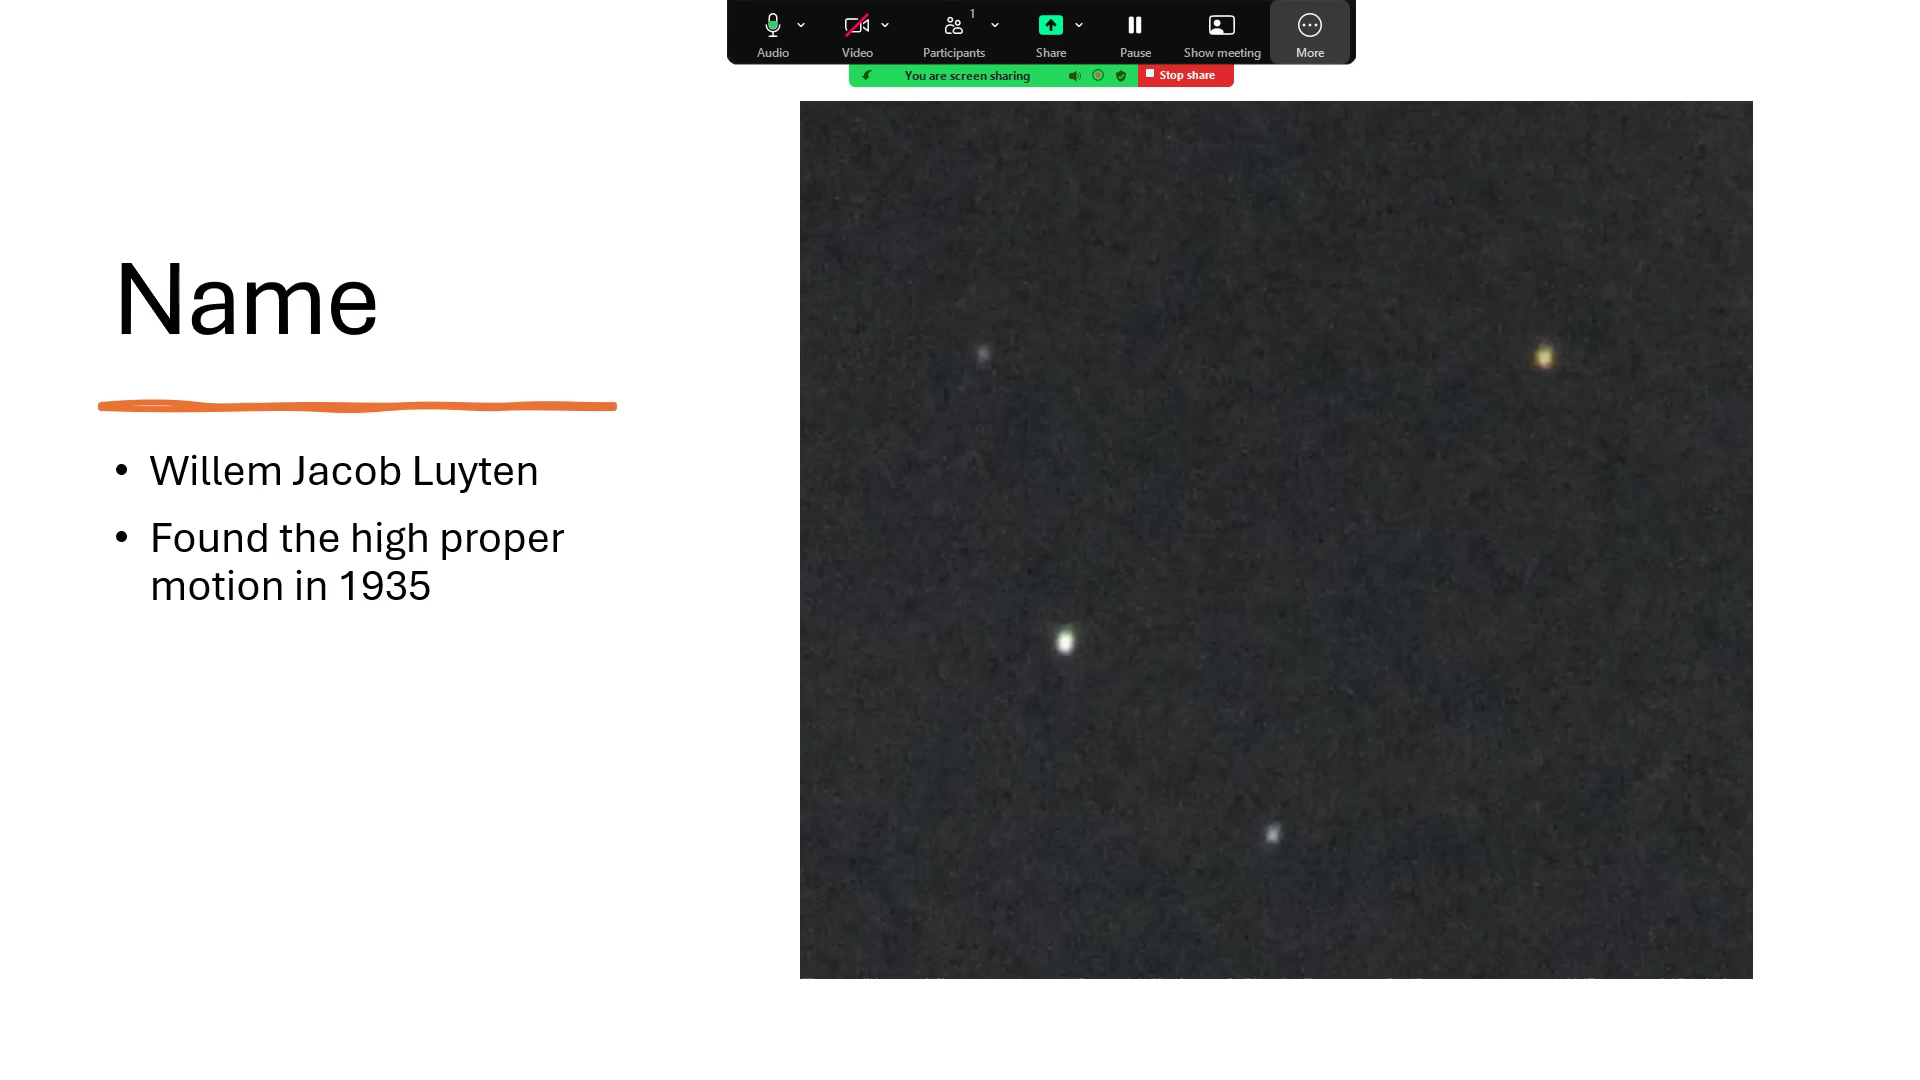 1
Audio
Video
Participants
Share
Pause
Show meeting
More
You are screen sharing
Stop share
Name
• Willem Jacob Luyten
• Found the high proper
motion in 1935